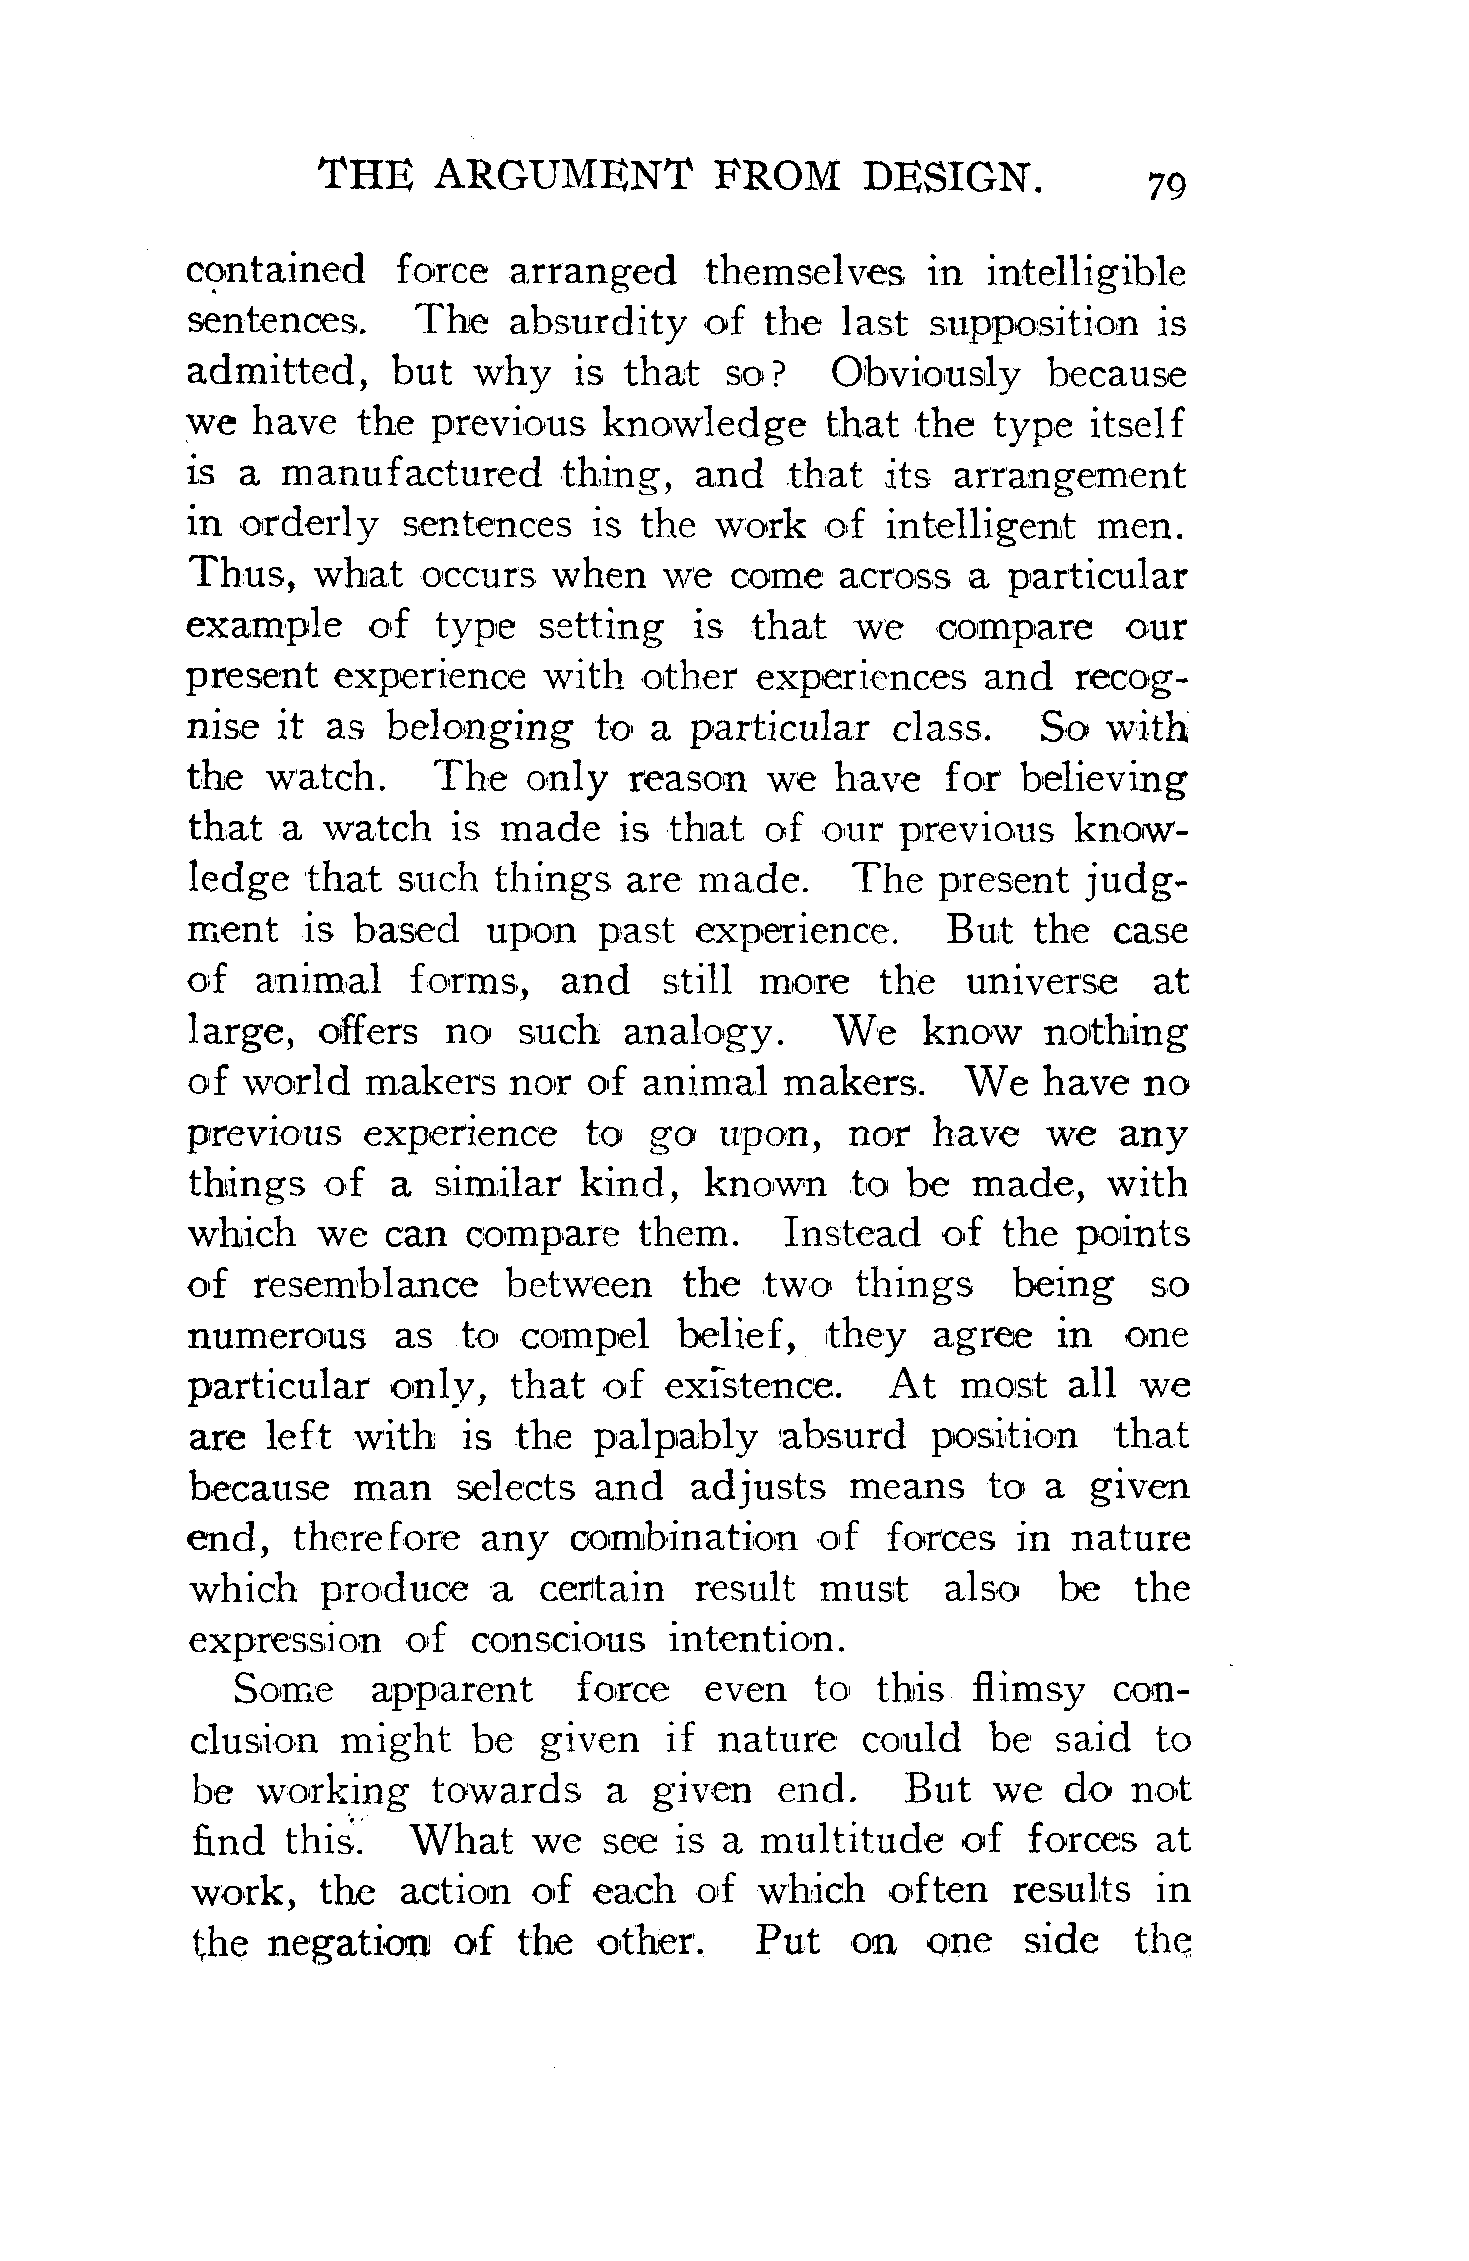 THE ARGUMENT FROM DESIGN. 79
contained force arranged themselves in intelligible
sentences. The absurdity of the last supposition is
admitted, but why is that so? Obviously because
we have the previous knowledge that the type itself
is a manufactured thing, and that its arrangement
in orderly sentences is the work of intelligent men.
Thus, what occurs when we come across a particular
example of type setting is that we compare our
present experience with other experiences and recog-
nise it as belonging to a particular class. So with
the watch. The only reason we have for believing
that a watch is made is that of our previous know-
ledge that such things are made. The present judg-
ment is based upon past experience. But the case
of animal forms, and still more the universe at
large, offers no such analogy. We know nothing
of world makers nor of animal makers. We have no
previous experience to go upon, nor have we any
things of a similar kind, known to be made, with
which we can compare them. Instead of the points
of resemblance between the two things being so
numerous as to compel belief, they agree in one
particular only, that of existence. At most all we
are left with is the palpably absurd position that
because man selects and adjusts means to a given
end, therefore any combination of forces in nature
which produce a certain result must also be the
expression of conscious intention.
Some apparent force even to this flimsy con-
clusion might be given if nature could be said to
be working towards a given end. But we do not
find this. What we see is a multitude of forces at
work, the action of each of which often results in
the negation of the other. Put on one side the